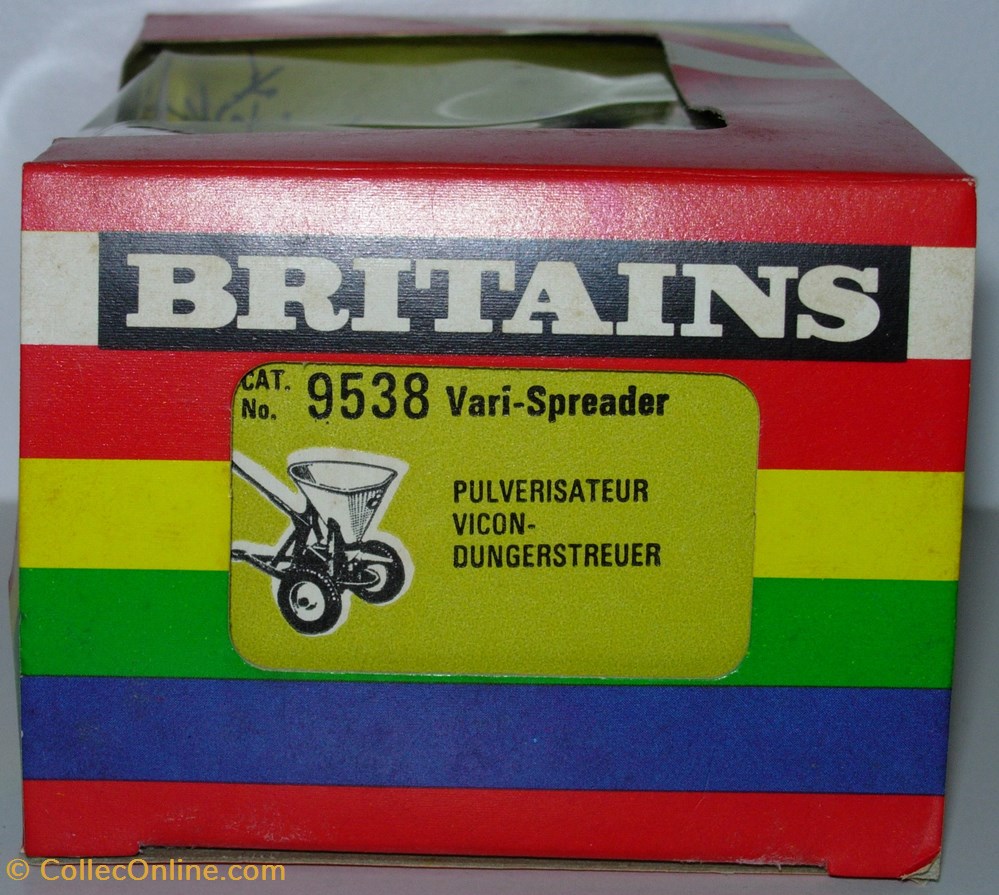 BRITAINS
CAT. No. 9538 Vari-Spreader
PULVERISATEUR
VICON-
DUNGERSTREUER
© CollecOnline.com